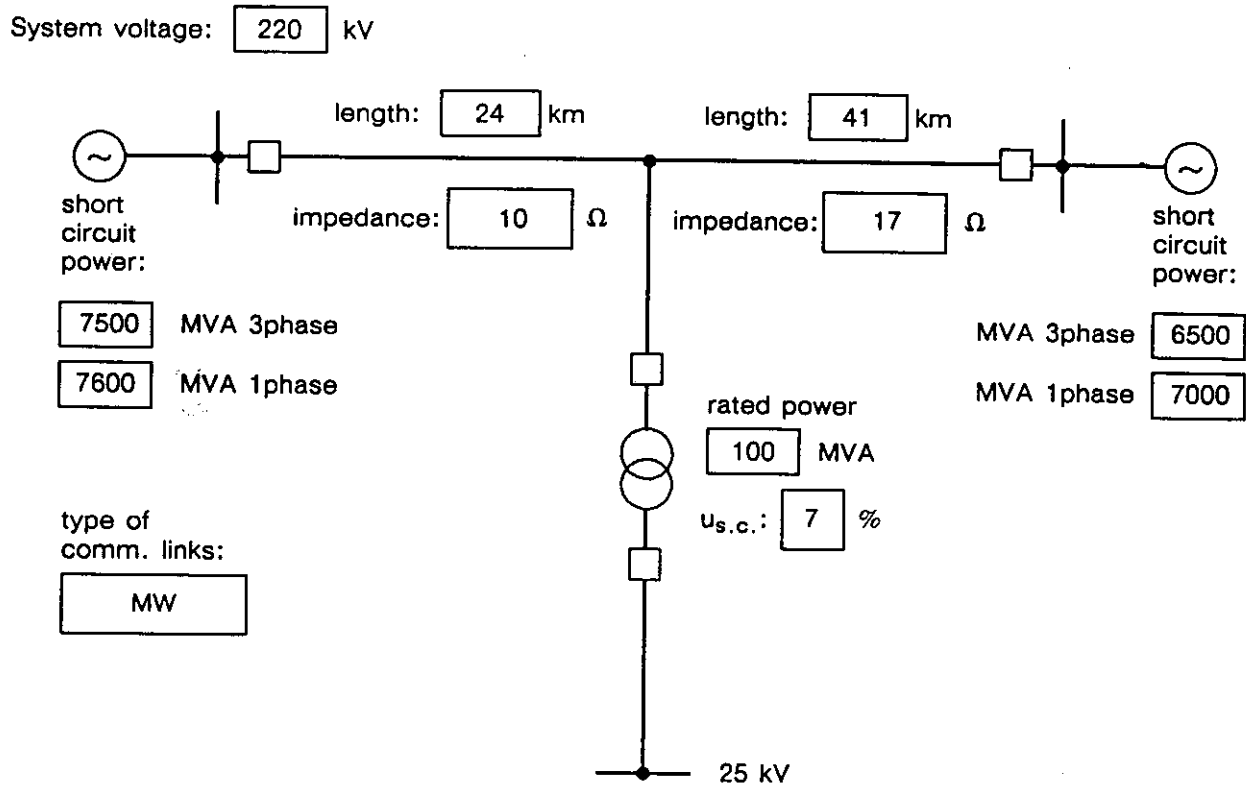 System voltage: 220 kV
length: 24 km
length: 41 km
~
~
impedance: 10 Ω
impedance: 17 Ω
short
circuit
power:
short
circuit
power:
7500 MVA 3phase
7600 MVA 1phase
MVA 3phase 6500
MVA 1phase 7000
rated power
100 MVA
u s.c.: 7 %
type of
comm. links:
MW
25 kV